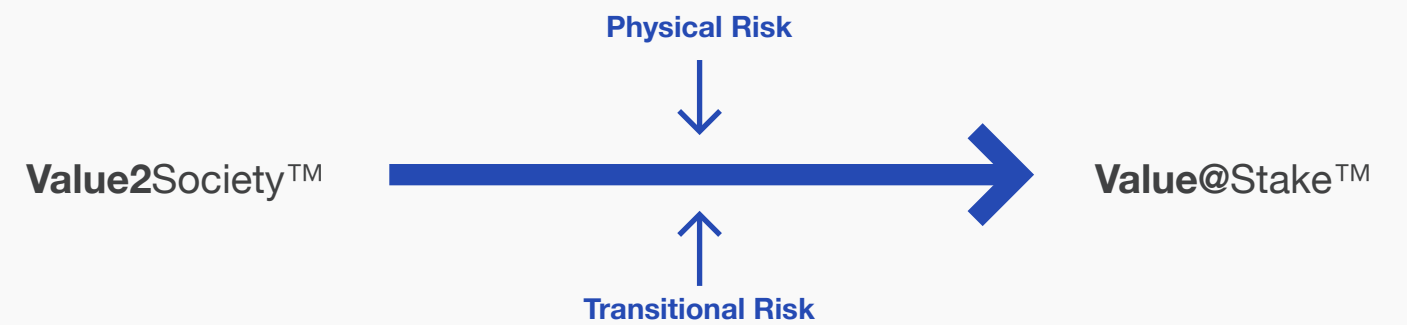 Physical Risk
Value2Society™
Value@Stake™
Transitional Risk